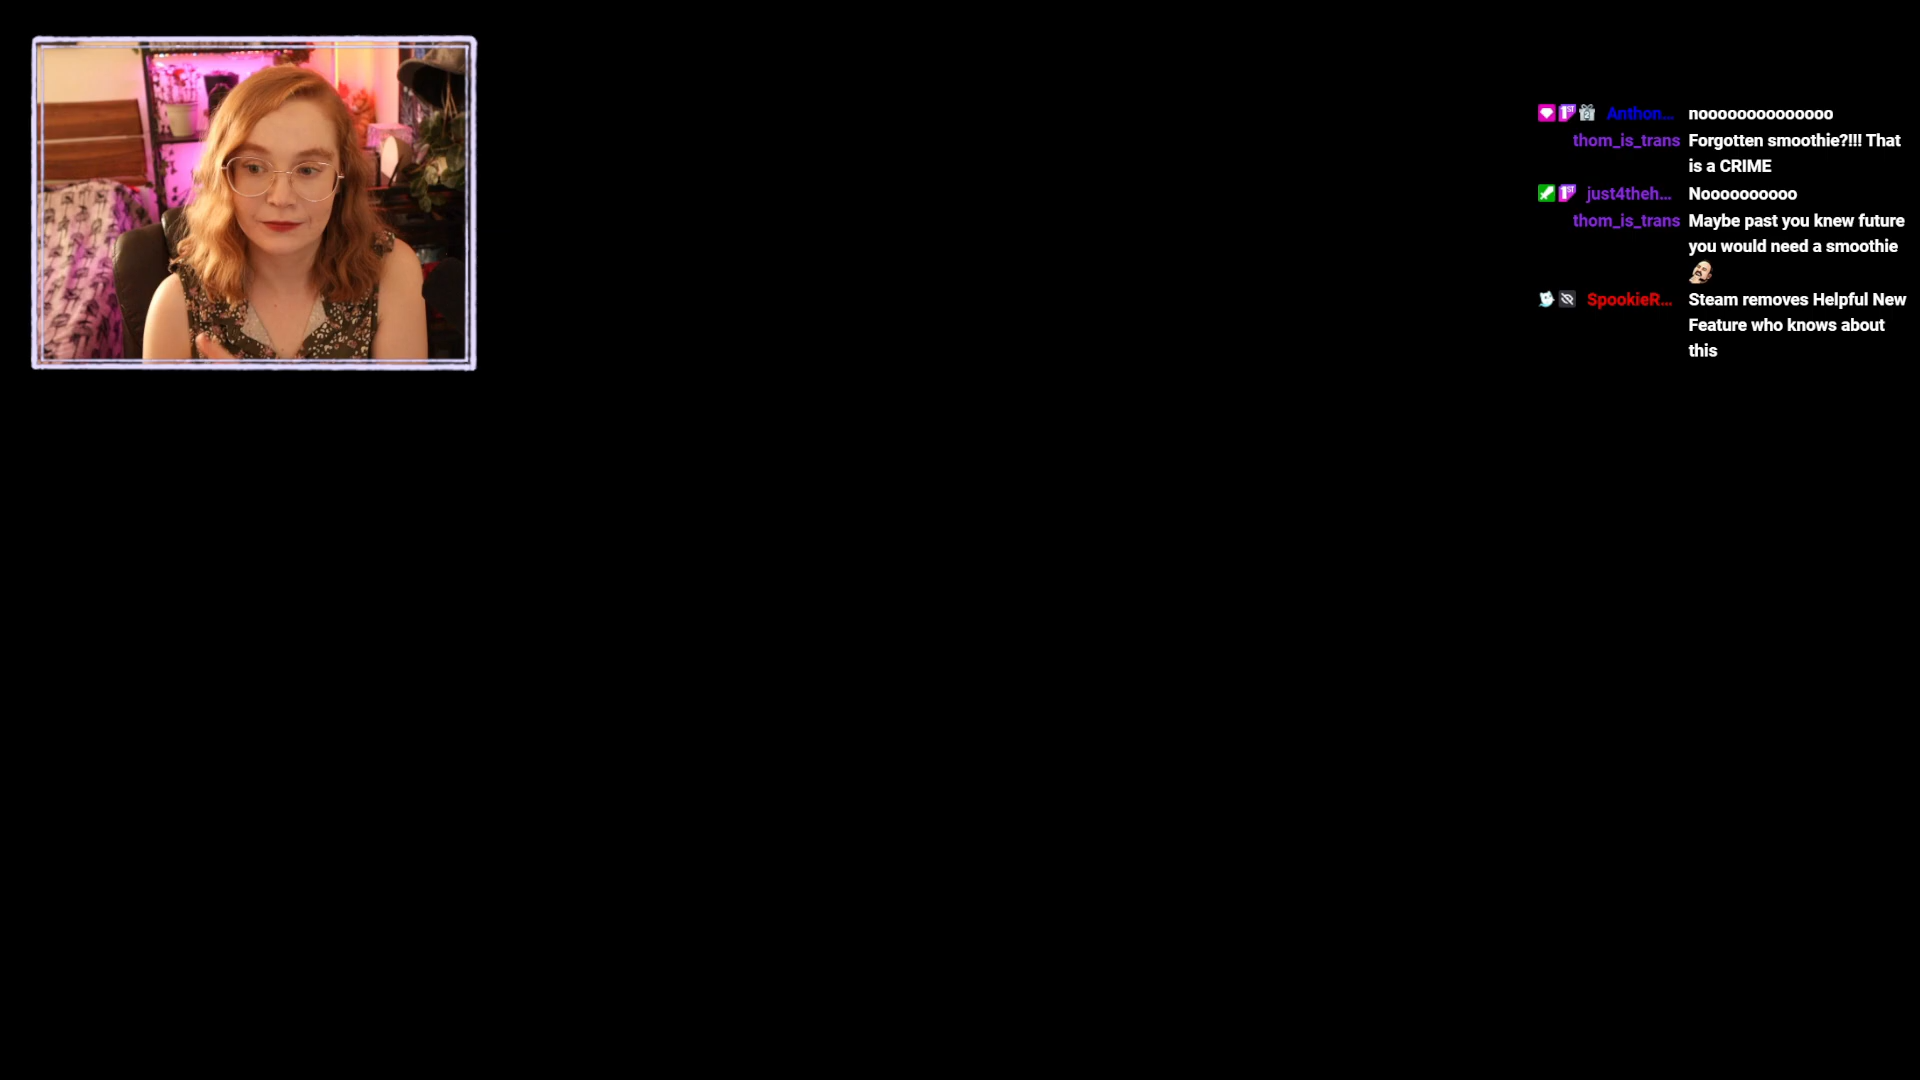 Anthon... noooooooooooooo
thom_is_trans Forgotten smoothie?!!! That
is a CRIME
just4theh... Noooooooooo
thom_is_trans Maybe past you knew future
you would need a smoothie
SpookieR... Steam removes Helpful New
Feature who knows about
this